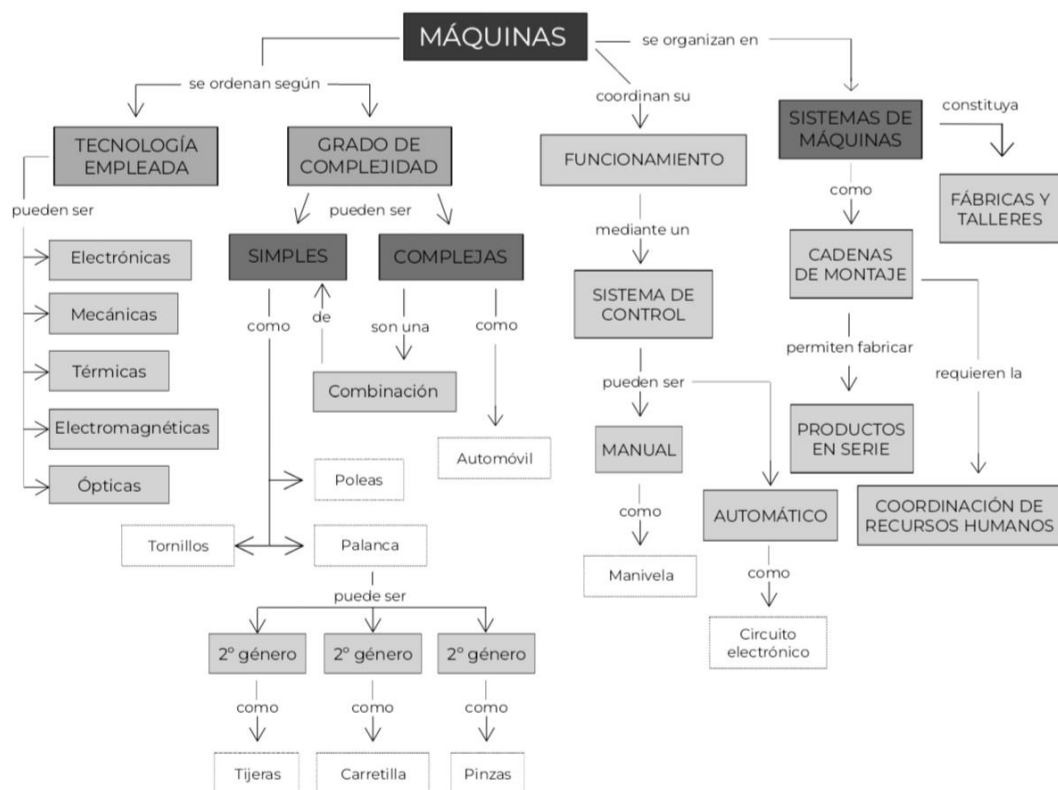 MÁQUINAS
se ordenan según
TECNOLOGÍA
EMPLEADA
pueden ser
Electrónicas
Mecánicas
Térmicas
Electromagnéticas
Ópticas
GRADO DE
COMPLEJIDAD
pueden ser
SIMPLES
COMPLEJAS
como
de
son una
como
Combinación
Automóvil
Poleas
Tornillos
Palanca
puede ser
2º género
2º género
2º género
como
como
como
Tijeras
Carretilla
Pinzas
coordinan su
FUNCIONAMIENTO
mediante un
SISTEMA DE
CONTROL
pueden ser
MANUAL
como
Manivela
AUTOMÁTICO
como
Circuito
electrónico
se organizan en
SISTEMAS DE
MÁQUINAS
constituya
FÁBRICAS Y
TALLERES
como
CADENAS
DE MONTAJE
permiten fabricar
PRODUCTOS
EN SERIE
requieren la
COORDINACIÓN DE
RECURSOS HUMANOS